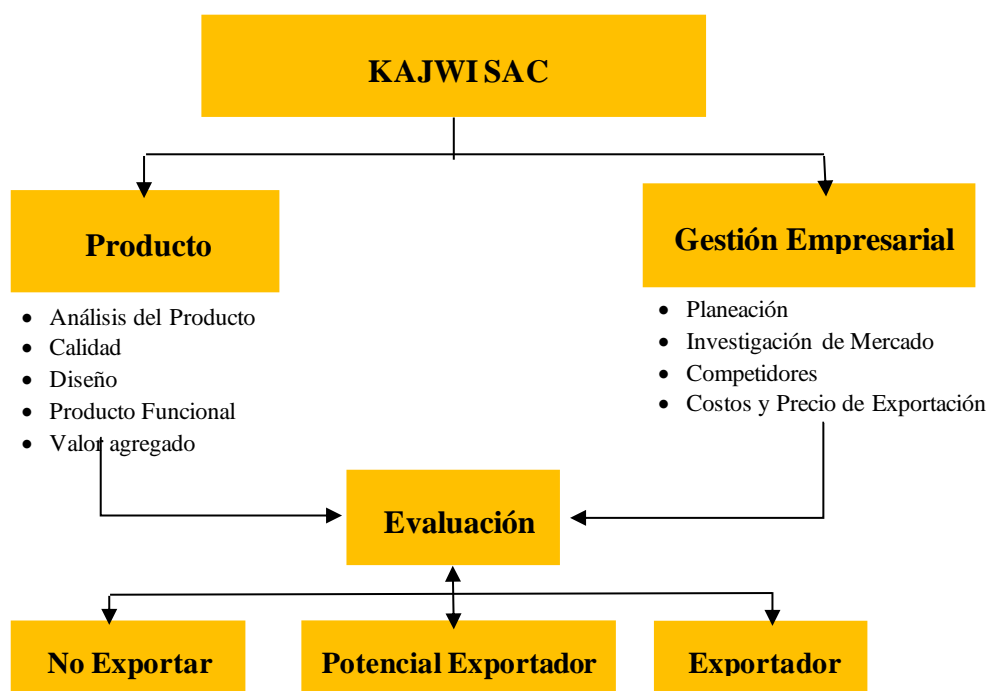 KAJWI SAC
Producto
• Análisis del Producto
• Calidad
• Diseño
• Producto Funcional
• Valor agregado
Gestión Empresarial
• Planeación
• Investigación de Mercado
• Competidores
• Costos y Precio de Exportación
Evaluación
No Exportar
Potencial Exportador
Exportador